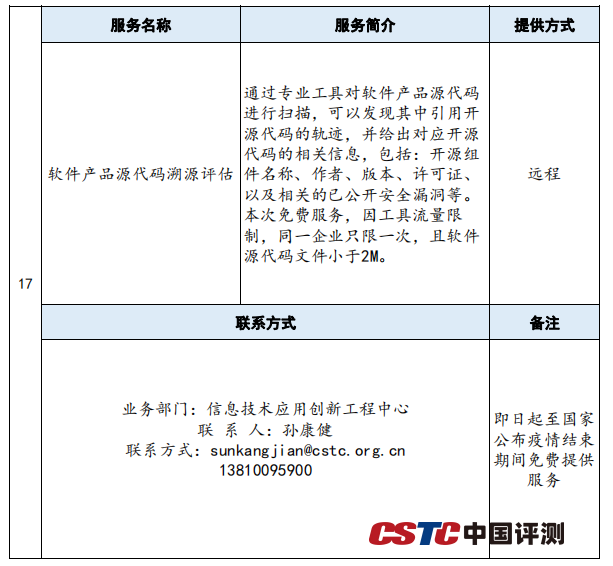 服务名称 服务简介 提供方式
17
软件产品源代码溯源评估
通过专业工具对软件产品源代码
进行扫描，可以发现其中引用开
源代码的轨迹，并给出对应开源
代码的相关信息，包括：开源组
件名称、作者、版本、许可证、
以及相关的已公开安全漏洞等。
本次免费服务，因工具流量限
制，同一企业只限一次，且软件
源代码文件小于2M。
远程
联系方式 备注
业务部门：信息技术应用创新工程中心
联 系 人：孙康健
联系方式：sunkangjian@cstc.org.cn
13810095900
即日起至国家
公布疫情结束
期间免费提供
服务
CSTC中国评测